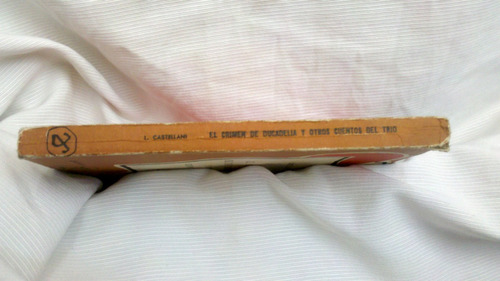 L. CASTELLANI EL CRIMEN DE DUCADELIA Y OTROS CUENTOS DEL TRIO